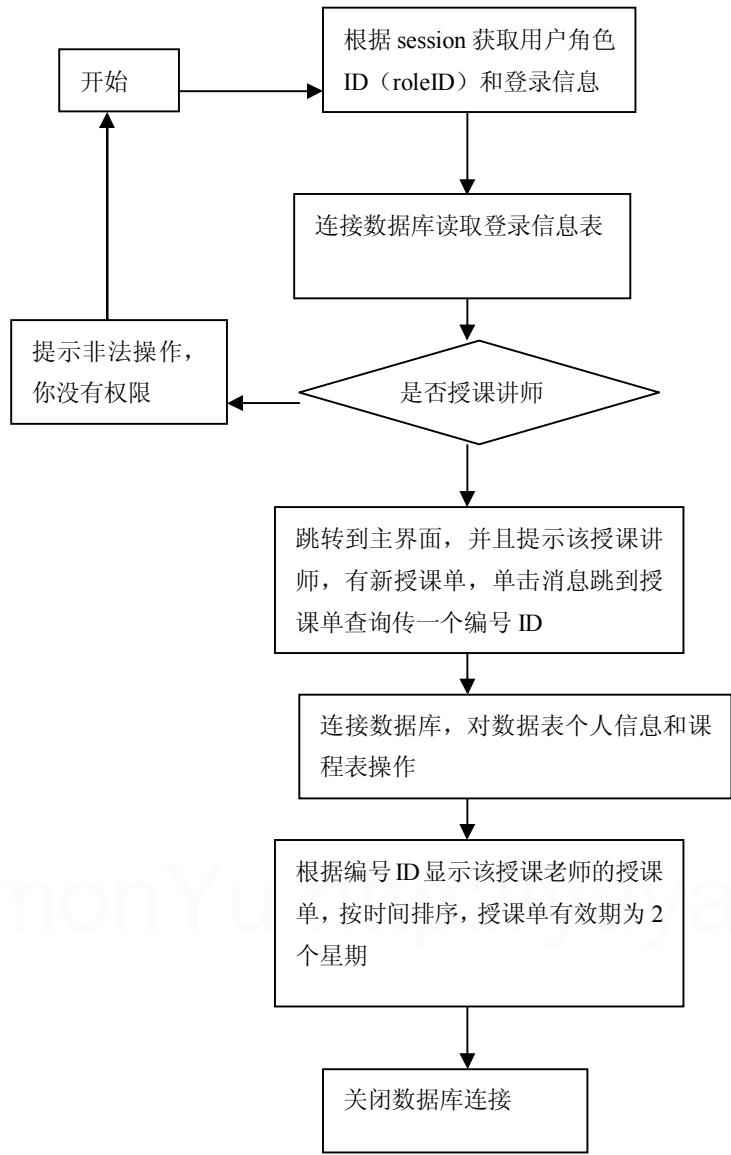 开始
根据 session 获取用户角色
ID（roleID）和登录信息
连接数据库读取登录信息表
提示非法操作，
你没有权限
是否授课讲师
跳转到主界面，并且提示该授课讲
师，有新授课单，单击消息跳到授
课单查询传一个编号 ID
连接数据库，对数据表个人信息和课
程表操作
根据编号 ID 显示该授课老师的授课
单，按时间排序，授课单有效期为 2
个星期
关闭数据库连接